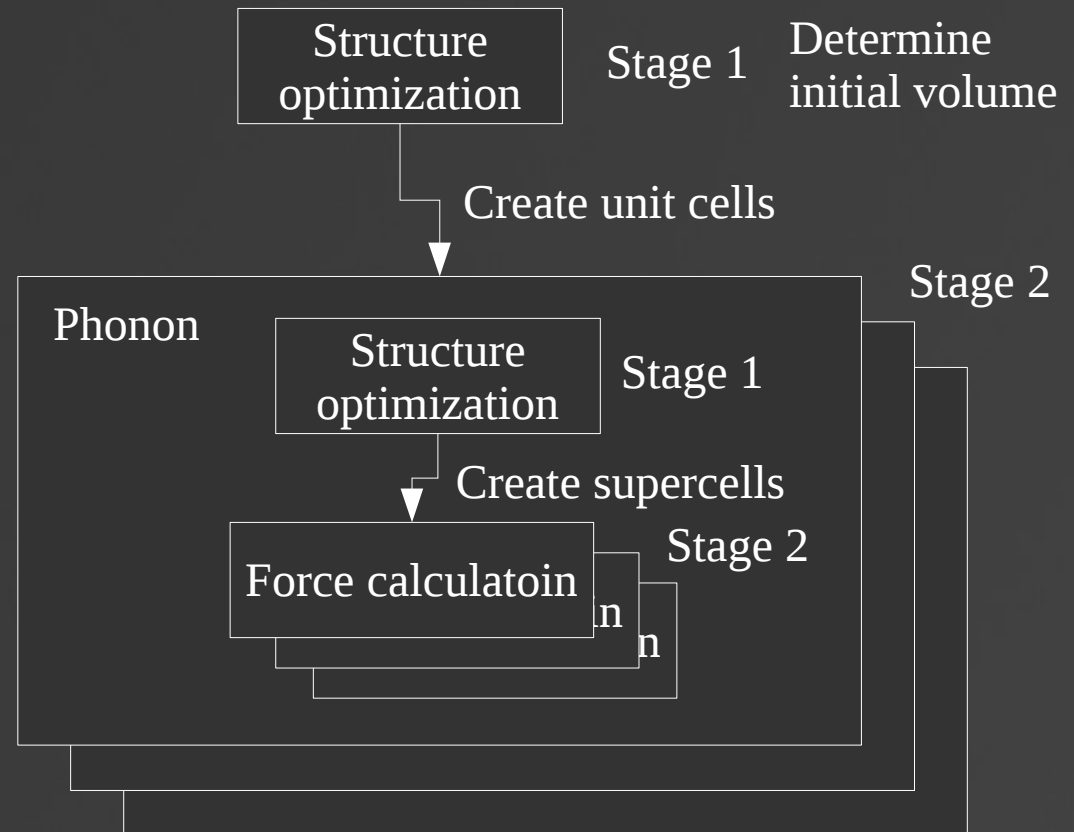 Structure
optimization
Stage 1
Determine
initial volume
Create unit cells
Stage 2
Phonon
Structure
optimization
Stage 1
Create supercells
Stage 2
Force calculatoin
in
n